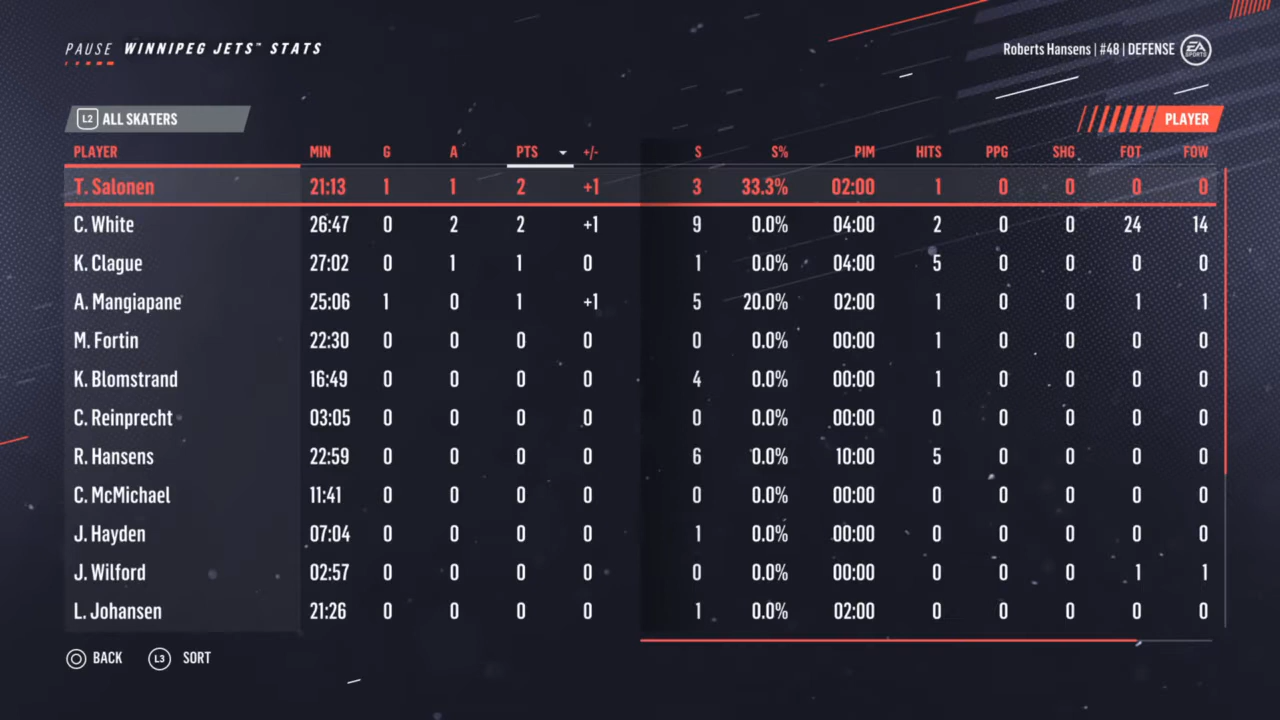 PAUSE WINNIPEG JETS™ STATS
Roberts Hansens | #48 | DEFENSE EA SPORTS
L2 ALL SKATERS
PLAYER
PLAYER MIN G A PTS +/- S S% PIM HITS PPG SHG FOT FOW
T. Salonen 21:13 1 1 2 +1 3 33.3% 02:00 1 0 0 0 0
C. White 26:47 0 2 2 +1 9 0.0% 04:00 2 0 0 24 14
K. Clague 27:02 0 1 1 0 1 0.0% 04:00 5 0 0 0 0
A. Mangiapane 25:06 1 0 1 +1 5 20.0% 02:00 1 0 0 1 1
M. Fortin 22:30 0 0 0 0 0 0.0% 00:00 1 0 0 0 0
K. Blomstrand 16:49 0 0 0 0 4 0.0% 00:00 1 0 0 0 0
C. Reinprecht 03:05 0 0 0 0 0 0.0% 00:00 0 0 0 0 0
R. Hansens 22:59 0 0 0 0 6 0.0% 10:00 5 0 0 0 0
C. McMichael 11:41 0 0 0 0 0 0.0% 00:00 0 0 0 0 0
J. Hayden 07:04 0 0 0 0 1 0.0% 00:00 0 0 0 0 0
J. Wilford 02:57 0 0 0 0 0 0.0% 00:00 0 0 0 1 1
L. Johansen 21:26 0 0 0 0 1 0.0% 02:00 0 0 0 0 0
BACK L3 SORT